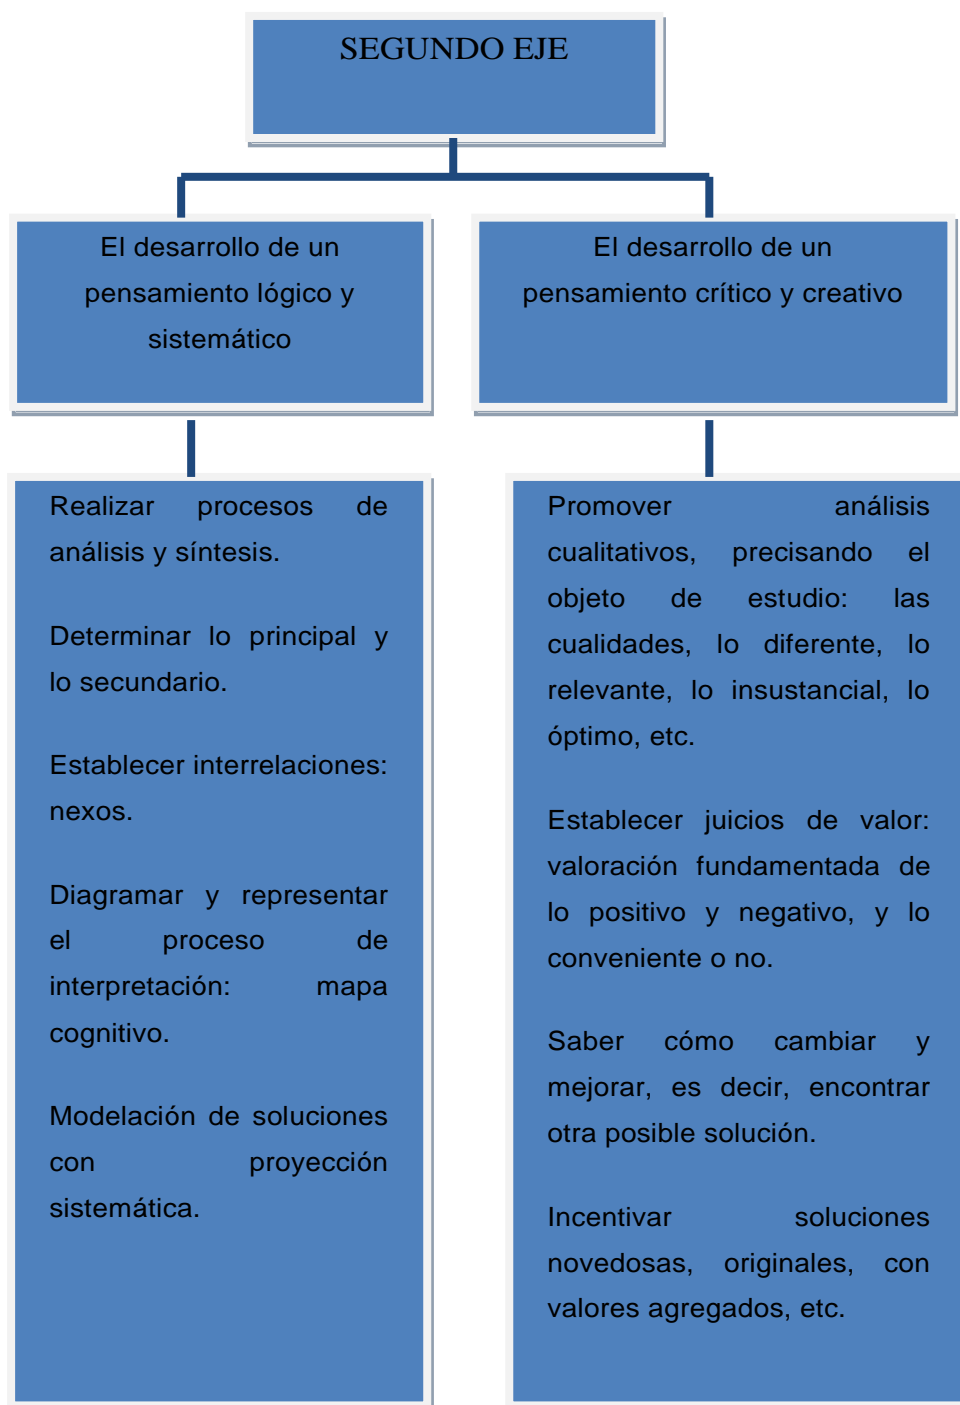 SEGUNDO EJE
El desarrollo de un
pensamiento lógico y
sistemático
El desarrollo de un
pensamiento crítico y creativo
Realizar procesos de
análisis y síntesis.
Determinar lo principal y
lo secundario.
Establecer interrelaciones:
nexos.
Diagramar y representar
el proceso de
interpretación: mapa
cognitivo.
Modelación de soluciones
con proyección
sistemática.
Promover análisis
cualitativos, precisando el
objeto de estudio: las
cualidades, lo diferente, lo
relevante, lo insustancial, lo
óptimo, etc.
Establecer juicios de valor:
valoración fundamentada de
lo positivo y negativo, y lo
conveniente o no.
Saber cómo cambiar y
mejorar, es decir, encontrar
otra posible solución.
Incentivar soluciones
novedosas, originales, con
valores agregados, etc.